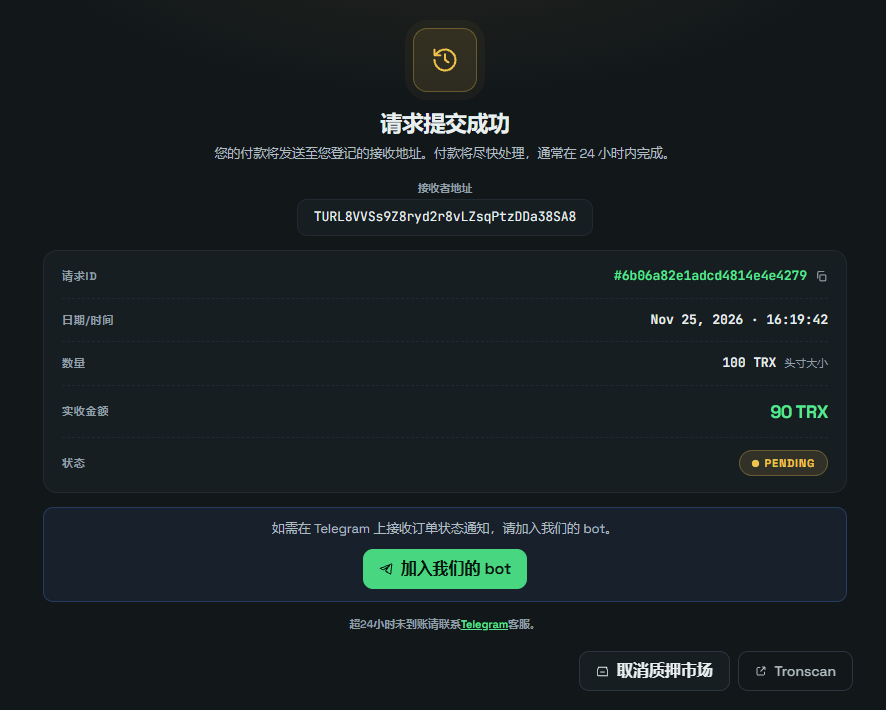 请求提交成功
您的付款将发送至您登记的接收地址。付款将尽快处理，通常在 24 小时内完成。
接收者地址
TURL8VVSs9Z8ryd2r8vLZsqPtzDDa38SA8
请求ID #6b06a82e1adcd4814e4e4279
日期/时间 Nov 25, 2026 · 16:19:42
数量 100 TRX 头寸大小
实收金额 90 TRX
状态 PENDING
如需在 Telegram 上接收订单状态通知，请加入我们的 bot。
加入我们的 bot
超24小时未到账请联系Telegram客服。
取消质押市场 Tronscan